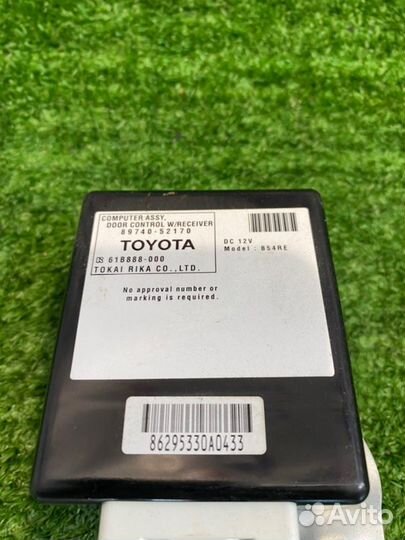 COMPUTER ASSY,
DOOR CONTROL W/RECEIVER
89740-52170
TOYOTA
DS 61B888-000
TOKAI RIKA CO.,LTD.
DC 12V
Model : B54RE
No approval number or
marking is required.
86295330A0433
Avito